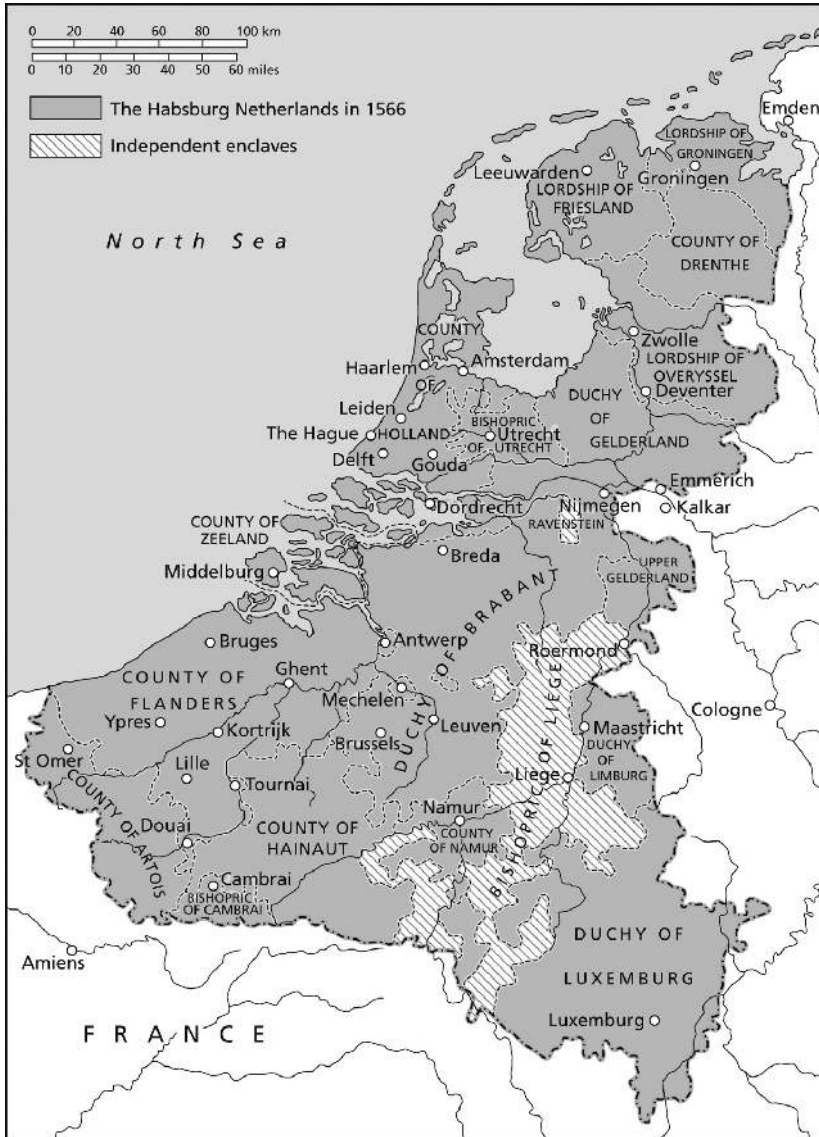 0 20 40 60 80 100 km
0 10 20 30 40 50 60 miles
The Habsburg Netherlands in 1566
Independent enclaves
North Sea
Emden
LORDSHIP OF
GRONINGEN
Leeuwarden
Groningen
LORDSHIP OF
FRIESLAND
COUNTY OF
DRENTHE
COUNTY
OF
HOLLAND
Zwolle
Haarlem
Amsterdam
LORDSHIP OF
OVERYSSEL
Deventer
Leiden
DUCHY
OF
GELDERLAND
BISHOPRIC
OF UTRECHT
The Hague
Utrecht
Delft
Gouda
Emmerich
Dordrecht
Nijmegen
Kalkar
COUNTY OF
ZEELAND
RAVENSTEIN
Breda
Middelburg
UPPER
GELDERLAND
DUCHY OF BRABANT
Bruges
Antwerp
Roermond
COUNTY OF
FLANDERS
Ghent
Mechelen
Cologne
Ypres
Kortrijk
Brussels
Leuven
Maastricht
St Omer
DUCHY
OF
LIMBURG
Lille
Tournai
Liege
BISHOPRIC OF LIEGE
COUNTY OF ARTOIS
Namur
Douai
COUNTY OF
HAINAUT
COUNTY
OF NAMUR
Cambrai
BISHOPRIC
OF CAMBRAI
Amiens
DUCHY OF
LUXEMBURG
Luxemburg
FRANCE